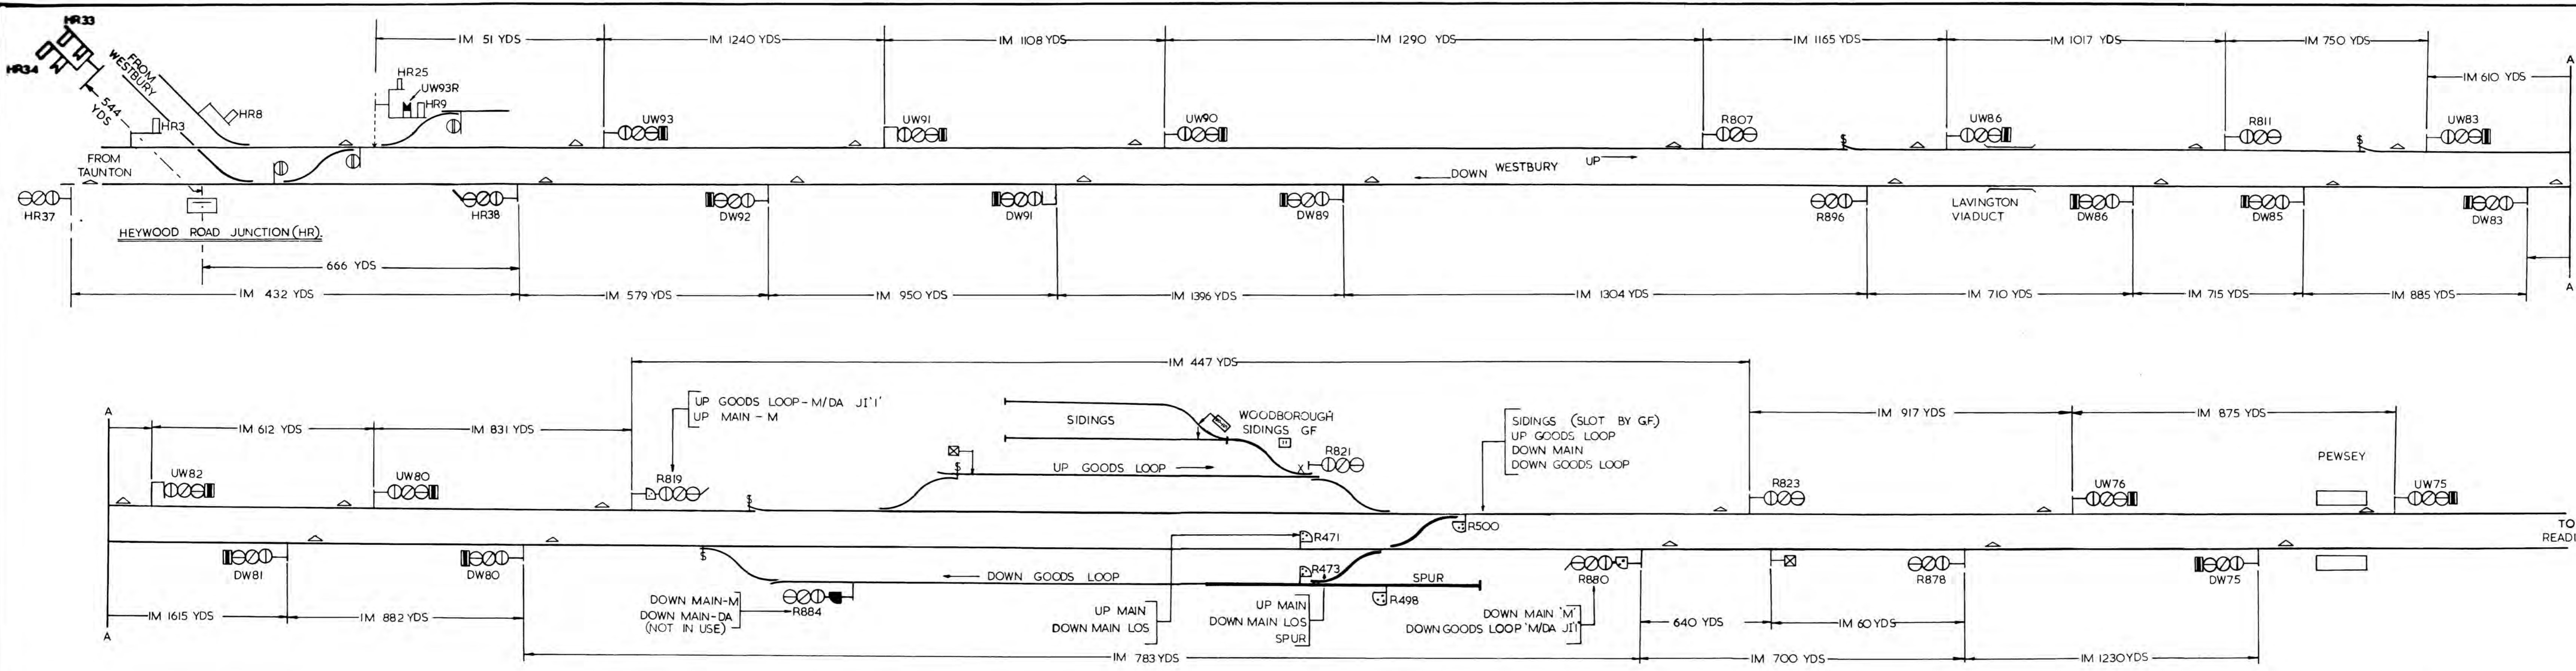 HR33
HR34
FROM
WESTBURY
544
YDS
HR3
HR8
HR25
UW93R
HR9
1M 51 YDS
1M 1240 YDS
1M 1108 YDS
1M 1290 YDS
1M 1165 YDS
1M 1017 YDS
1M 750 YDS
1M 610 YDS
A
UW93
UW91
UW90
R807
UW86
R811
UW83
FROM
TAUNTON
DOWN WESTBURY UP
HR37
HR38
DW92
DW91
DW89
R896
LAVINGTON
VIADUCT
DW86
DW85
DW83
HEYWOOD ROAD JUNCTION (HR).
666 YDS
1M 432 YDS
1M 579 YDS
1M 950 YDS
1M 1396 YDS
1M 1304 YDS
1M 710 YDS
1M 715 YDS
1M 885 YDS
A
1M 447 YDS
A
1M 612 YDS
1M 831 YDS
UP GOODS LOOP - M/DA JI'1'
UP MAIN - M
SIDINGS
WOODBOROUGH
SIDINGS GF
SIDINGS (SLOT BY G.F.)
UP GOODS LOOP
DOWN MAIN
DOWN GOODS LOOP
1M 917 YDS
1M 875 YDS
PEWSEY
UW82
UW80
R819
$
$
UP GOODS LOOP
X
R821
R823
UW76
UW75
R500
R471
TO
READI
DW81
DW80
$
DOWN GOODS LOOP
R473
SPUR
R498
R880
R878
DW75
1M 1615 YDS
1M 882 YDS
DOWN MAIN-M
DOWN MAIN-DA
(NOT IN USE)
R884
UP MAIN
DOWN MAIN LOS
UP MAIN
DOWN MAIN LOS
SPUR
DOWN MAIN 'M'
DOWN GOODS LOOP 'M/DA JI'1'
640 YDS
1M 60 YDS
1M 783 YDS
1M 700 YDS
1M 1230 YDS
A